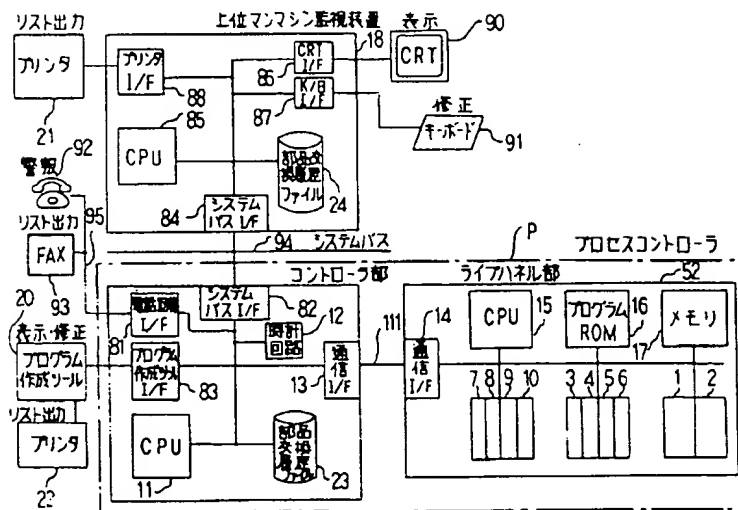 リスト出力
プリンタ
21
上位マンマシン監視装置
18
プリンタ
I/F
88
CRT
I/F
86
K/B
I/F
87
85
CPU
部品交
換履歴
ファイル
24
84
システム
バス I/F
表示
90
CRT
修正
キーボード
91
92
警報
95
リスト出力
FAX
93
94
システムバス
P
プロセスコントローラ
コントローラ部
ライブパネル部
52
20
表示・修正
プログラム
作成ツール
リスト出力
プリンタ
22
電話回線
I/F
81
システム
バス I/F
82
時計
回路
12
プログラム
作成ツール
I/F
83
通信
I/F
13
111
CPU
11
部品
交換
履歴
ファイル
23
14
通信
I/F
CPU
15
プログラム
ROM
16
メモリ
17
7 8 9 10
3 4 5 6
1 2